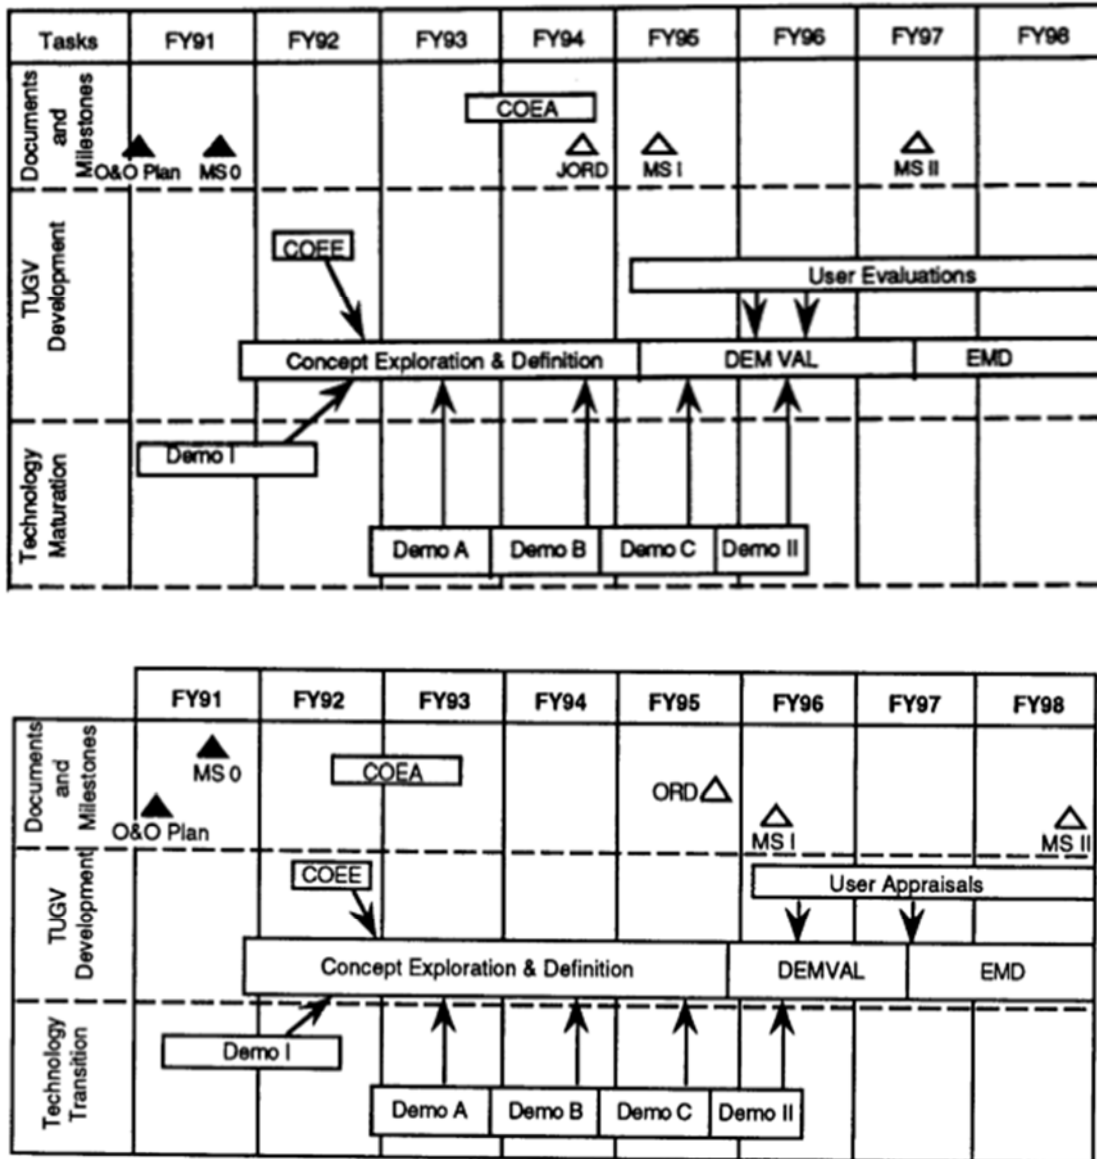 Tasks FY91 FY92 FY93 FY94 FY95 FY96 FY97 FY98
Documents
and
Milestones
COEA
O&O Plan MS 0 JORD MS I MS II
TUGV
Development
COEE
User Evaluations
Concept Exploration & Definition DEM VAL EMD
Technology
Maturation
Demo I
Demo A Demo B Demo C Demo II
FY91 FY92 FY93 FY94 FY95 FY96 FY97 FY98
Documents
and
Milestones
MS 0 COEA ORD
O&O Plan MS I MS II
TUGV
Development
COEE User Appraisals
Concept Exploration & Definition DEMVAL EMD
Technology
Transition
Demo I
Demo A Demo B Demo C Demo II